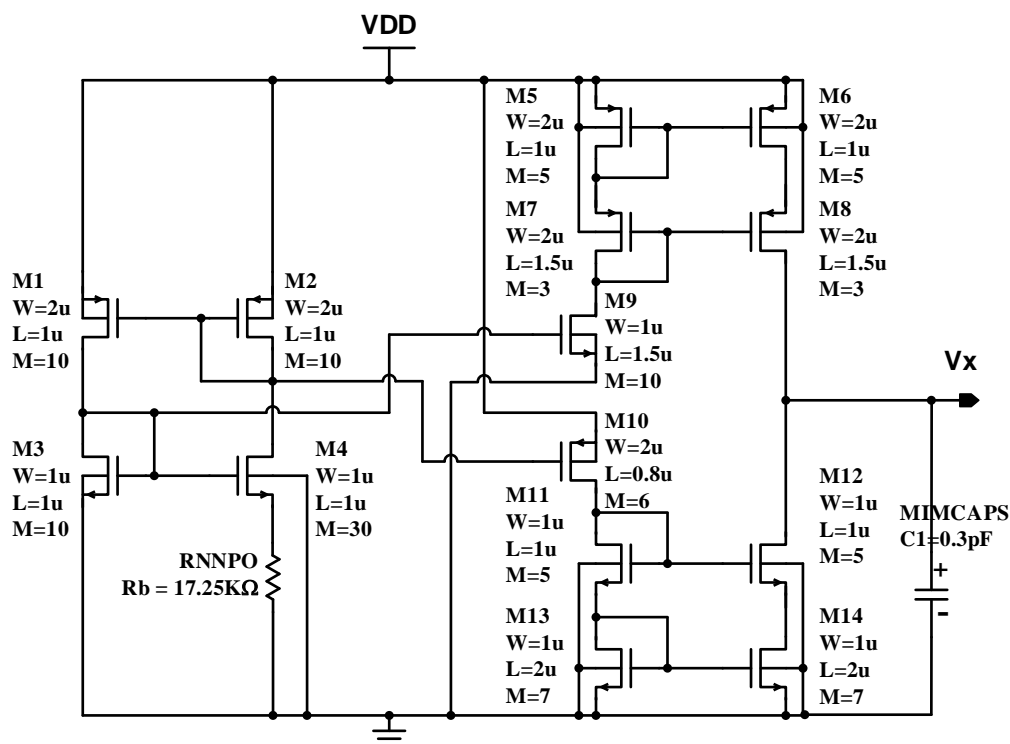 VDD
M5
W=2u
L=1u
M=5
M6
W=2u
L=1u
M=5
M7
W=2u
L=1.5u
M=3
M8
W=2u
L=1.5u
M=3
M1
W=2u
L=1u
M=10
M2
W=2u
L=1u
M=10
M9
W=1u
L=1.5u
M=10
Vx
M10
W=2u
L=0.8u
M=6
M3
W=1u
L=1u
M=10
M4
W=1u
L=1u
M=30
M11
W=1u
L=1u
M=5
M12
W=1u
L=1u
M=5
MIMCAPS
C1=0.3pF
+
-
RNNPO
Rb = 17.25KΩ
M13
W=1u
L=2u
M=7
M14
W=1u
L=2u
M=7